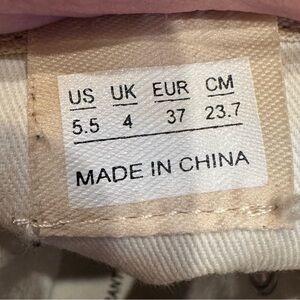 US UK EUR CM
5.5 4 37 23.7
MADE IN CHINA